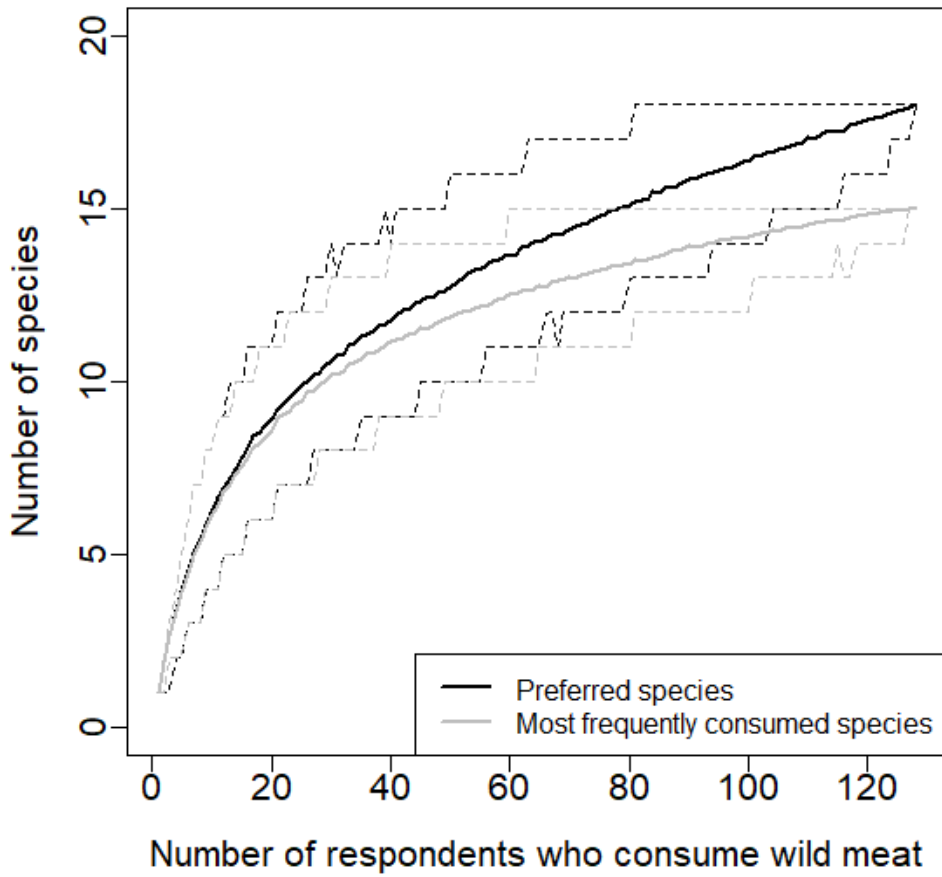 20
15
10
5
0
Number of species
Preferred species
Most frequently consumed species
0 20 40 60 80 100 120
Number of respondents who consume wild meat